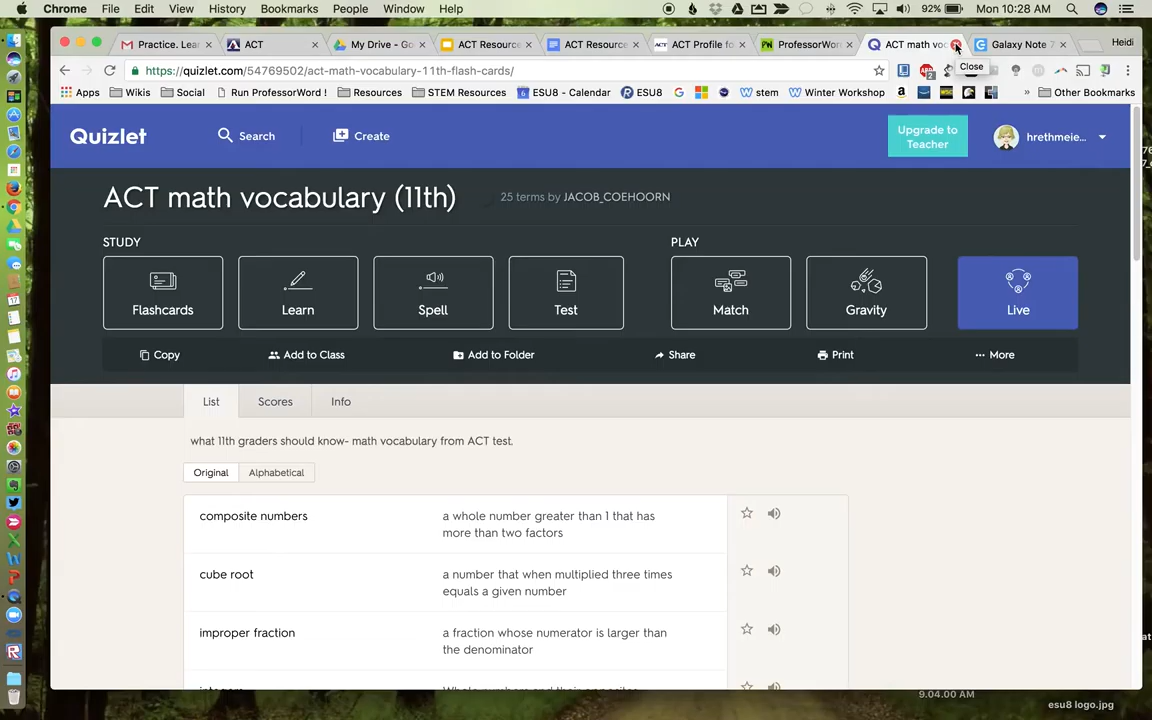 Chrome File Edit View History Bookmarks People Window Help 92% Mon 10:28 AM
Practice. Lea ACT My Drive - Go ACT Resource ACT Resource ACT Profile fo ProfessorWor ACT math voc Galaxy Note 7 Heidi
https://quizlet.com/54769502/act-math-vocabulary-11th-flash-cards/
Close
Apps Wikis Social Run ProfessorWord ! Resources STEM Resources ESU8 - Calendar ESU8 stem Winter Workshop » Other Bookmarks
Quizlet Search Create Upgrade to
Teacher hrethmeie...
ACT math vocabulary (11th) 25 terms by JACOB_COEHOORN
STUDY PLAY
Flashcards Learn Spell Test Match Gravity Live
Copy Add to Class Add to Folder Share Print More
List Scores Info
what 11th graders should know- math vocabulary from ACT test.
Original Alphabetical
composite numbers a whole number greater than 1 that has
more than two factors
cube root a number that when multiplied three times
equals a given number
improper fraction a fraction whose numerator is larger than
the denominator
integers Whole numbers and their opposites
9.04.00 AM
esu8 logo.jpg